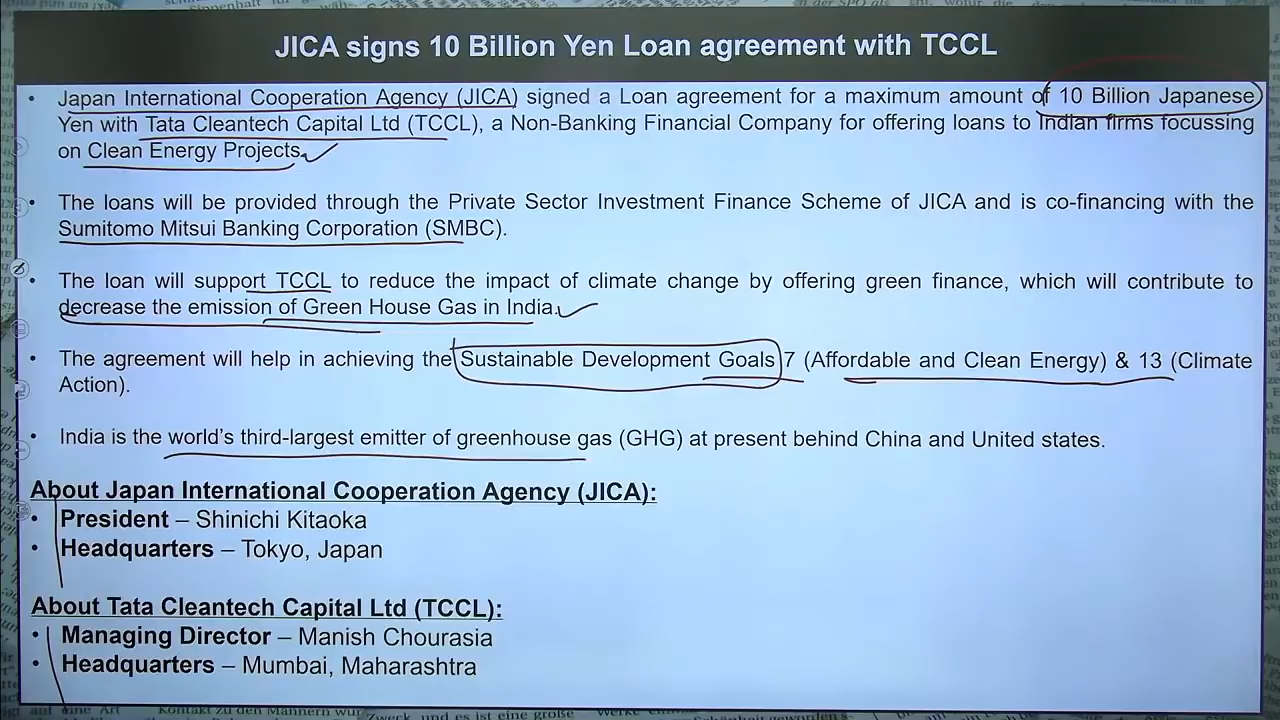 JICA signs 10 Billion Yen Loan agreement with TCCL
• Japan International Cooperation Agency (JICA) signed a Loan agreement for a maximum amount of 10 Billion Japanese
Yen with Tata Cleantech Capital Ltd (TCCL), a Non-Banking Financial Company for offering loans to Indian firms focussing
on Clean Energy Projects.
• The loans will be provided through the Private Sector Investment Finance Scheme of JICA and is co-financing with the
Sumitomo Mitsui Banking Corporation (SMBC).
• The loan will support TCCL to reduce the impact of climate change by offering green finance, which will contribute to
decrease the emission of Green House Gas in India.
• The agreement will help in achieving the Sustainable Development Goals 7 (Affordable and Clean Energy) & 13 (Climate
Action).
• India is the world's third-largest emitter of greenhouse gas (GHG) at present behind China and United states.
About Japan International Cooperation Agency (JICA):
• President – Shinichi Kitaoka
• Headquarters – Tokyo, Japan
About Tata Cleantech Capital Ltd (TCCL):
• Managing Director – Manish Chourasia
• Headquarters – Mumbai, Maharashtra